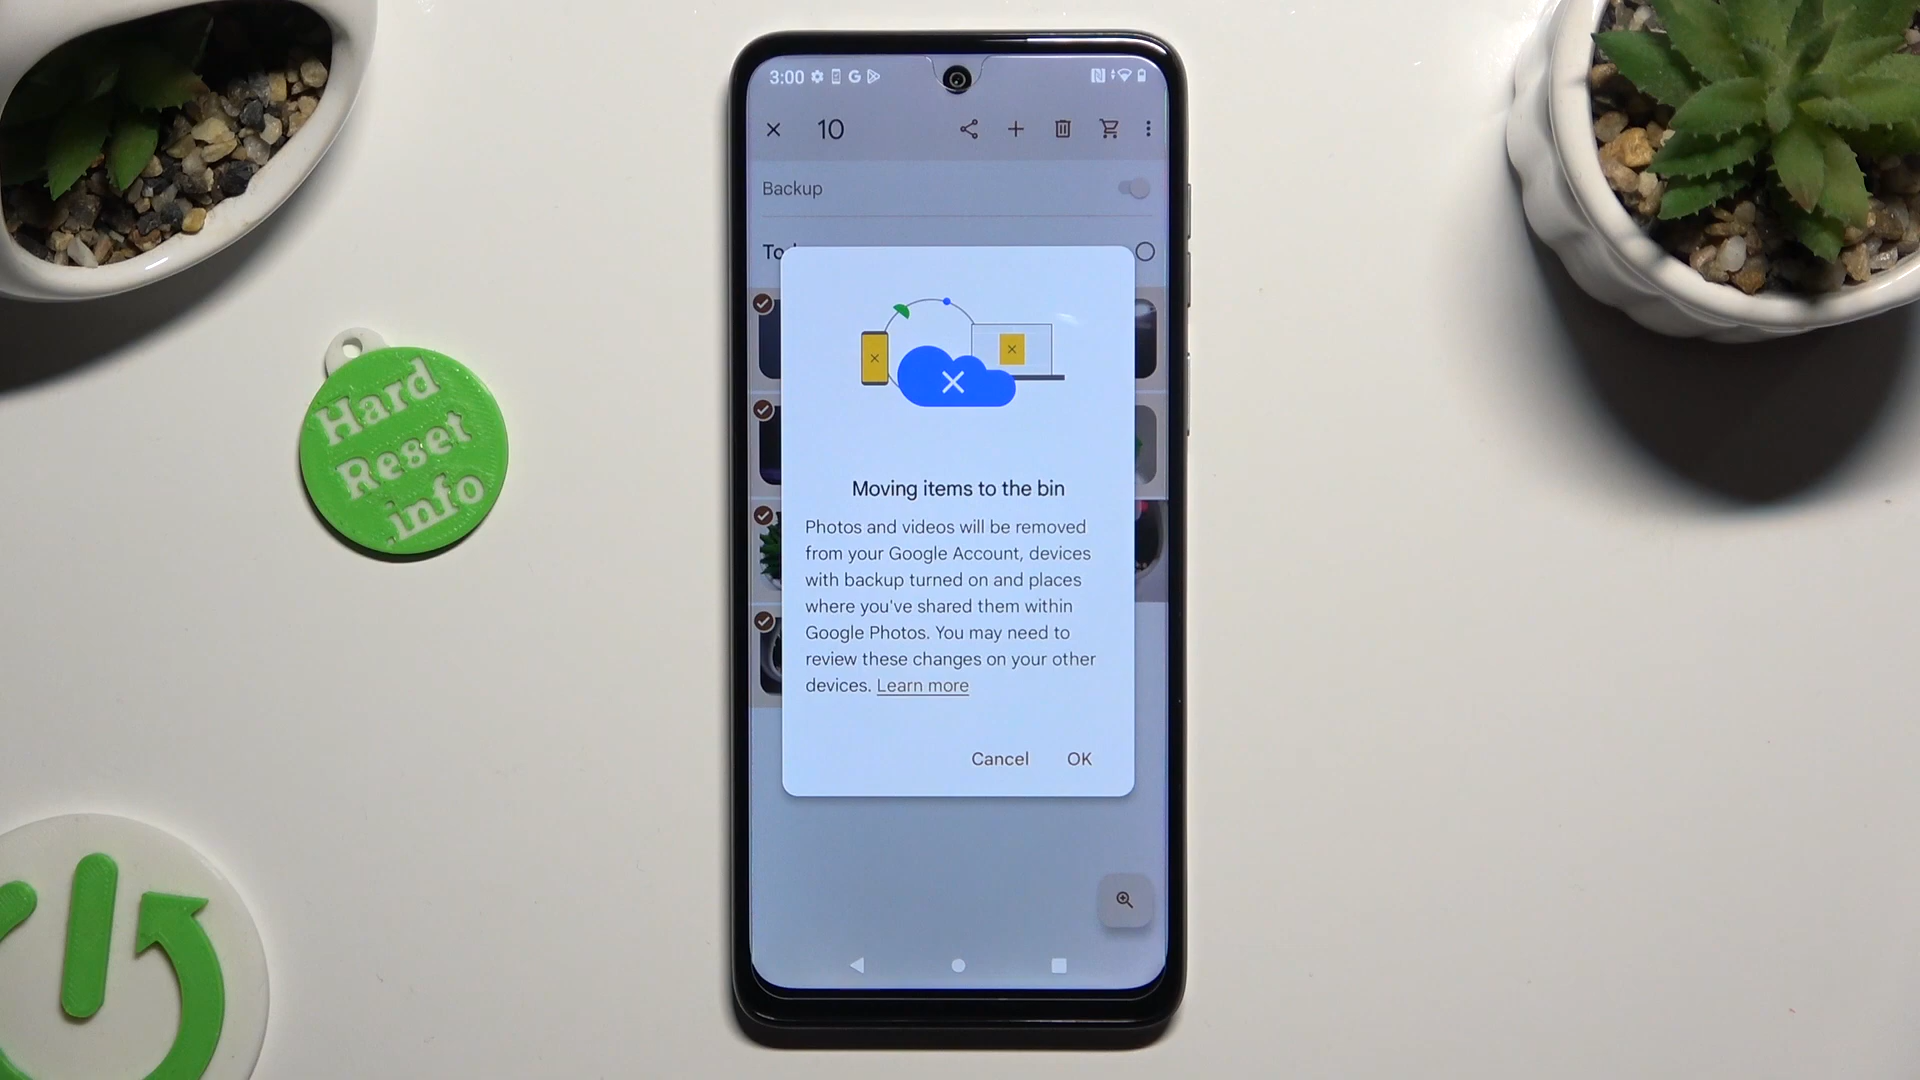 3:00
10
Backup
To
Moving items to the bin
Photos and videos will be removed
from your Google Account, devices
with backup turned on and places
where you've shared them within
Google Photos. You may need to
review these changes on your other
devices. Learn more
Cancel OK
Hard
Reset
.info